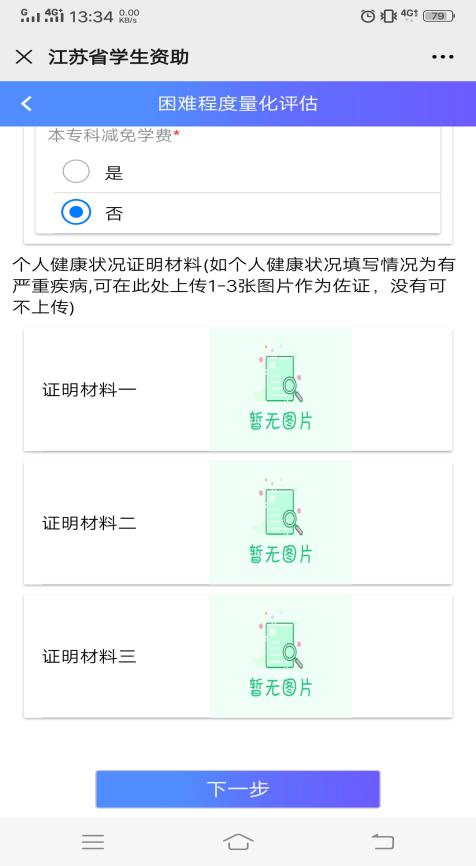 G 4G+ 13:34 0.00 KB/s 4G+ 79
江苏省学生资助
困难程度量化评估
本专科减免学费*
是
否
个人健康状况证明材料(如个人健康状况填写情况为有
严重疾病,可在此处上传1-3张图片作为佐证，没有可
不上传)
证明材料一
暂无图片
证明材料二
暂无图片
证明材料三
暂无图片
下一步